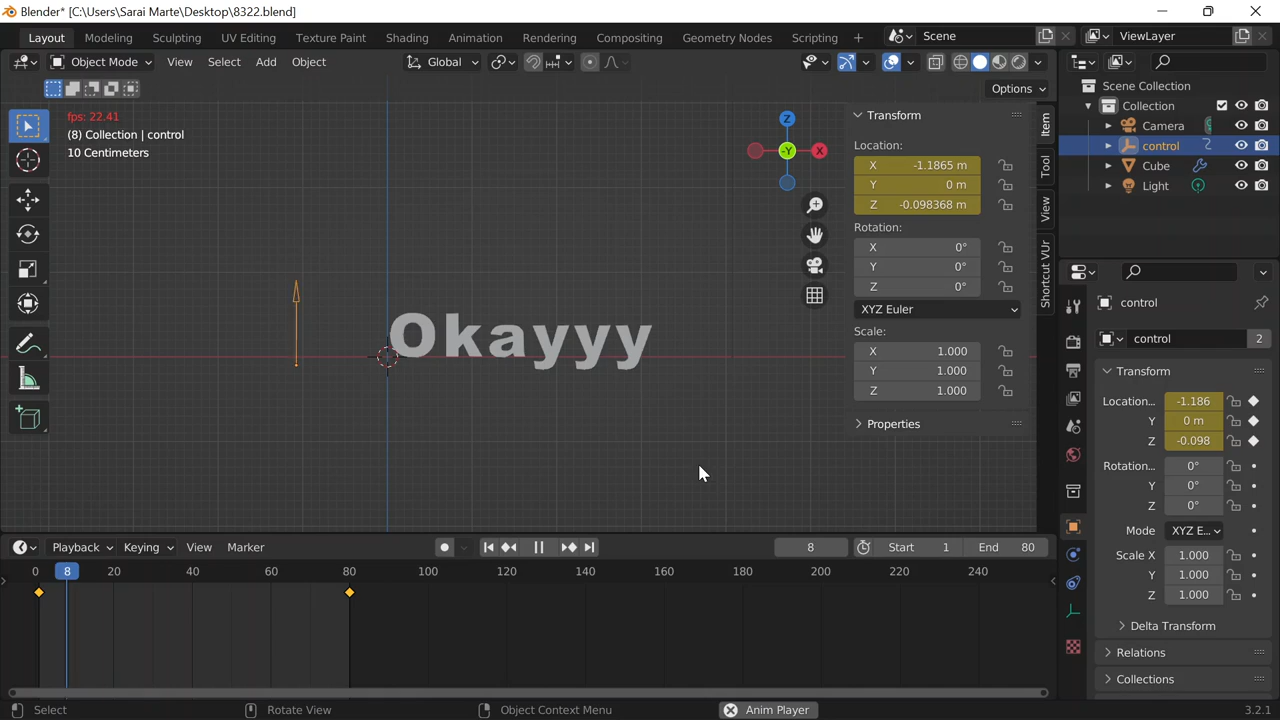 Blender* [C:\Users\Sarai Marte\Desktop\8322.blend]
Layout Modeling Sculpting UV Editing Texture Paint Shading Animation Rendering Compositing Geometry Nodes Scripting + Scene ViewLayer
Object Mode View Select Add Object Global
Options
fps: 22.41
(8) Collection | control
10 Centimeters
Z
-Y
X
Okayyy
Transform
Location:
X -1.1865 m
Y 0 m
Z -0.098368 m
Rotation:
X 0°
Y 0°
Z 0°
XYZ Euler
Scale:
X 1.000
Y 1.000
Z 1.000
Properties
Item
Tool
View
Shortcut VUr
Scene Collection
Collection
Camera
control
Cube
Light
control
control 2
Transform
Location... -1.186
Y 0 m
Z -0.098
Rotation... 0°
Y 0°
Z 0°
Mode XYZ E...
Scale X 1.000
Y 1.000
Z 1.000
Delta Transform
Relations
Collections
Playback Keying View Marker 8 Start 1 End 80
0 8 20 40 60 80 100 120 140 160 180 200 220 240
Select Rotate View Object Context Menu Anim Player 3.2.1